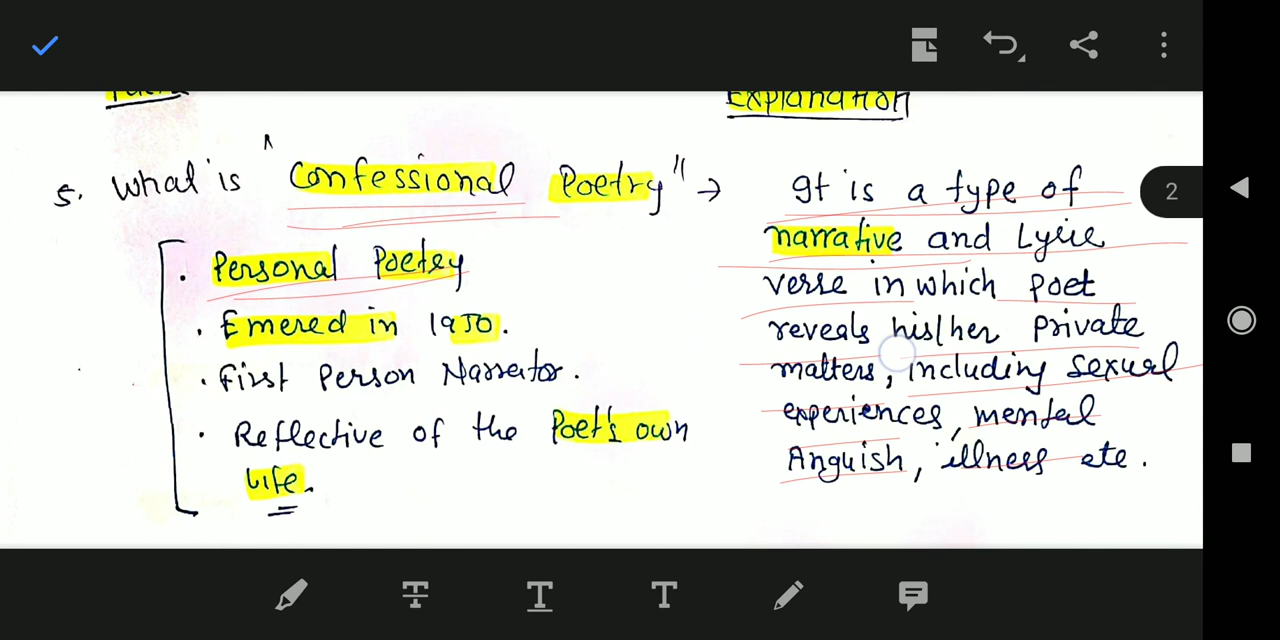 Explanation
5. What is "Confessional Poetry" →
. Personal Poetry
. Emered in 1950.
. First Person Narrator.
. Reflective of the Poet's own
Life.
It is a type of
narrative and Lyric
verse in which poet
reveals his/her private
matters, including sexual
experiences, mental
Anguish, illness etc.
2
T
T
T